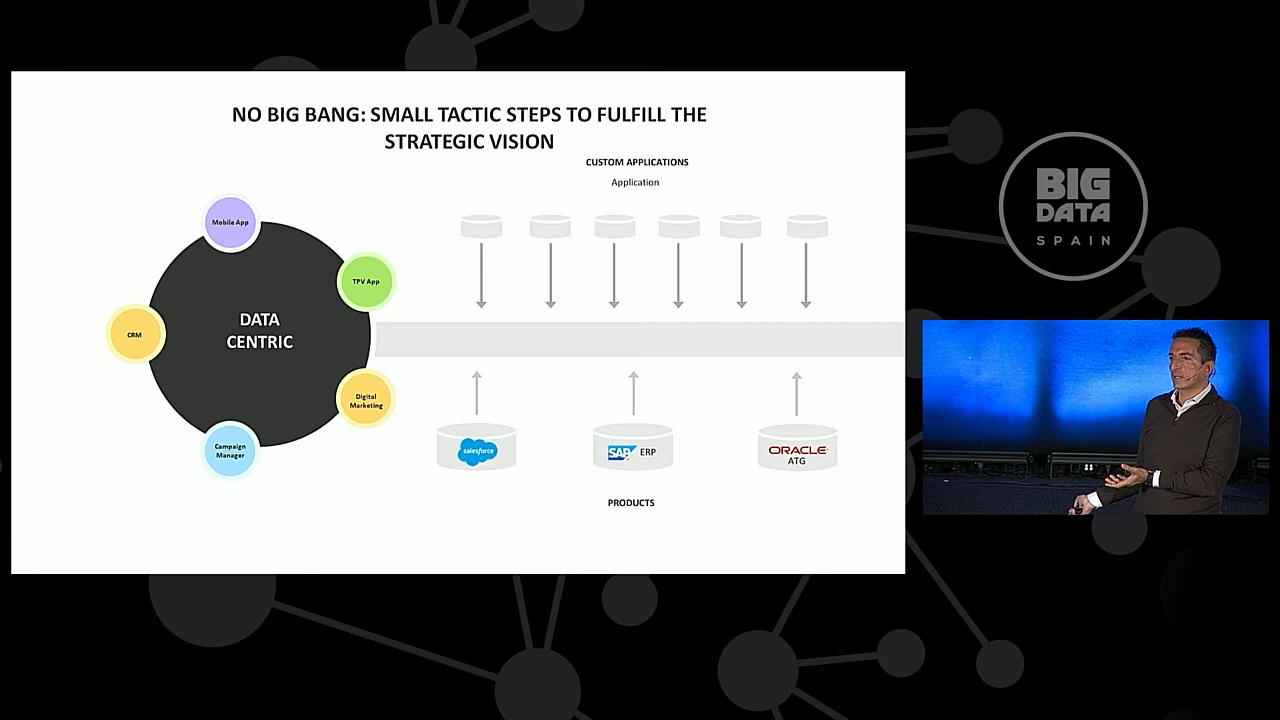 NO BIG BANG: SMALL TACTIC STEPS TO FULFILL THE
STRATEGIC VISION
CUSTOM APPLICATIONS
Application
Mobile App
TPV App
CRM
DATA
CENTRIC
Digital
Marketing
Campaign
Manager
salesforce
SAP ERP
ORACLE
ATG
PRODUCTS
BIG
DATA
SPAIN